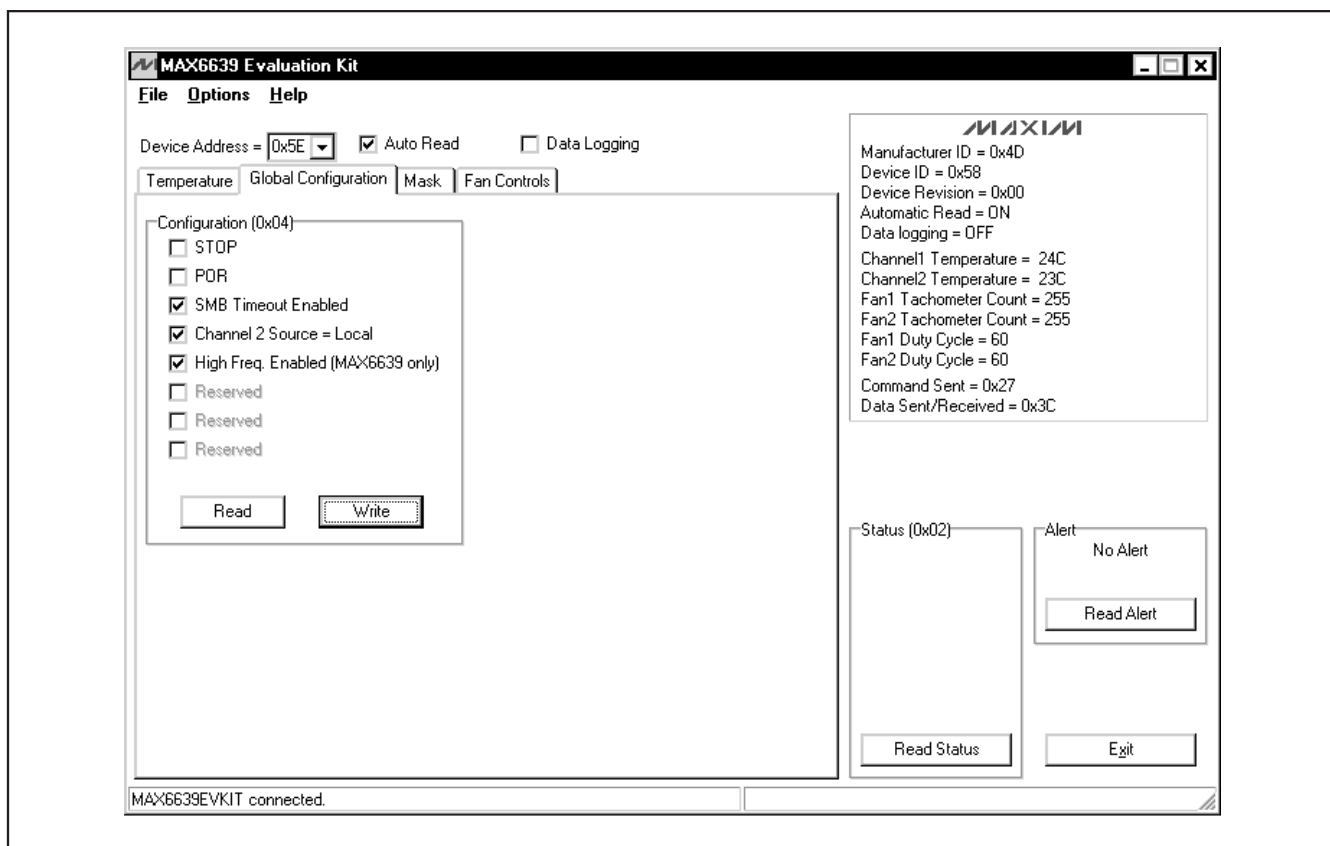 MAX6639 Evaluation Kit
File Options Help
Device Address = 0x5E Auto Read Data Logging
Temperature Global Configuration Mask Fan Controls
Configuration (0x04)
STOP
POR
SMB Timeout Enabled
Channel 2 Source = Local
High Freq. Enabled (MAX6639 only)
Reserved
Reserved
Reserved
Read Write
MAXIM
Manufacturer ID = 0x4D
Device ID = 0x58
Device Revision = 0x00
Automatic Read = ON
Data logging = OFF
Channel1 Temperature = 24C
Channel2 Temperature = 23C
Fan1 Tachometer Count = 255
Fan2 Tachometer Count = 255
Fan1 Duty Cycle = 60
Fan2 Duty Cycle = 60
Command Sent = 0x27
Data Sent/Received = 0x3C
Status (0x02)
Read Status
Alert
No Alert
Read Alert
Exit
MAX6639EVKIT connected.